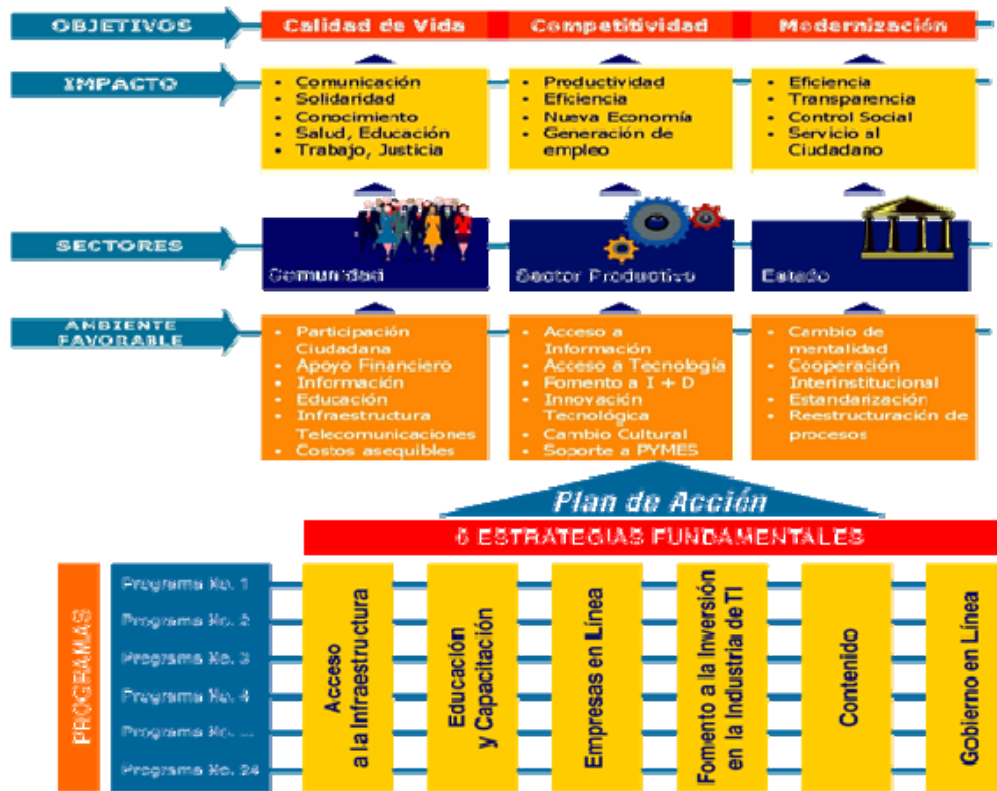 OBJETIVOS
Calidad de Vida
Competitividad
Modernización
IMPACTO
• Comunicación
• Solidaridad
• Conocimiento
• Salud, Educación
• Trabajo, Justicia
• Productividad
• Eficiencia
• Nueva Economía
• Generación de
empleo
• Eficiencia
• Transparencia
• Control Social
• Servicio al
Ciudadano
SECTORES
Comunidad
Sector Productivo
Estado
AMBIENTE
FAVORABLE
• Participación
Ciudadana
• Apoyo Financiero
• Información
• Educación
• Infraestructura
Telecomunicaciones
• Costos asequibles
• Acceso a
Información
• Acceso a Tecnología
• Fomento a I + D
• Innovación
Tecnológica
• Cambio Cultural
• Soporte a PYMES
• Cambio de
mentalidad
• Cooperación
Interinstitucional
• Estandarización
• Reestructuración de
procesos
Plan de Acción
6 ESTRATEGIAS FUNDAMENTALES
PROGRAMAS
Programa No. 1
Programa No. 2
Programa No. 3
Programa No. 4
Programa No. ...
Programa No. 24
Acceso
a la Infraestructura
Educación
y Capacitación
Empresas en Línea
Fomento a la Inversión
en la Industria de TI
Contenido
Gobierno en Línea